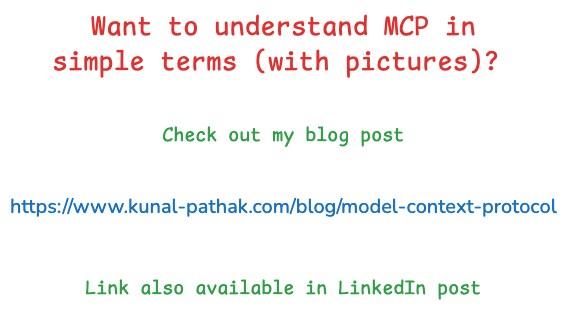 Want to understand MCP in
simple terms (with pictures)?
Check out my blog post
https://www.kunal-pathak.com/blog/model-context-protocol
Link also available in LinkedIn post